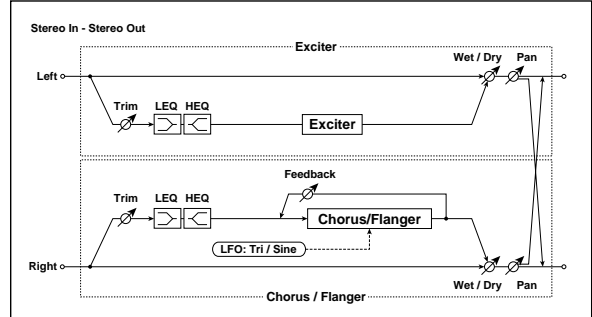 Stereo In - Stereo Out
Exciter
Wet / Dry Pan
Left
Trim LEQ HEQ
Exciter
Feedback
Trim LEQ HEQ
Chorus/Flanger
LFO: Tri / Sine
Right
Wet / Dry Pan
Chorus / Flanger